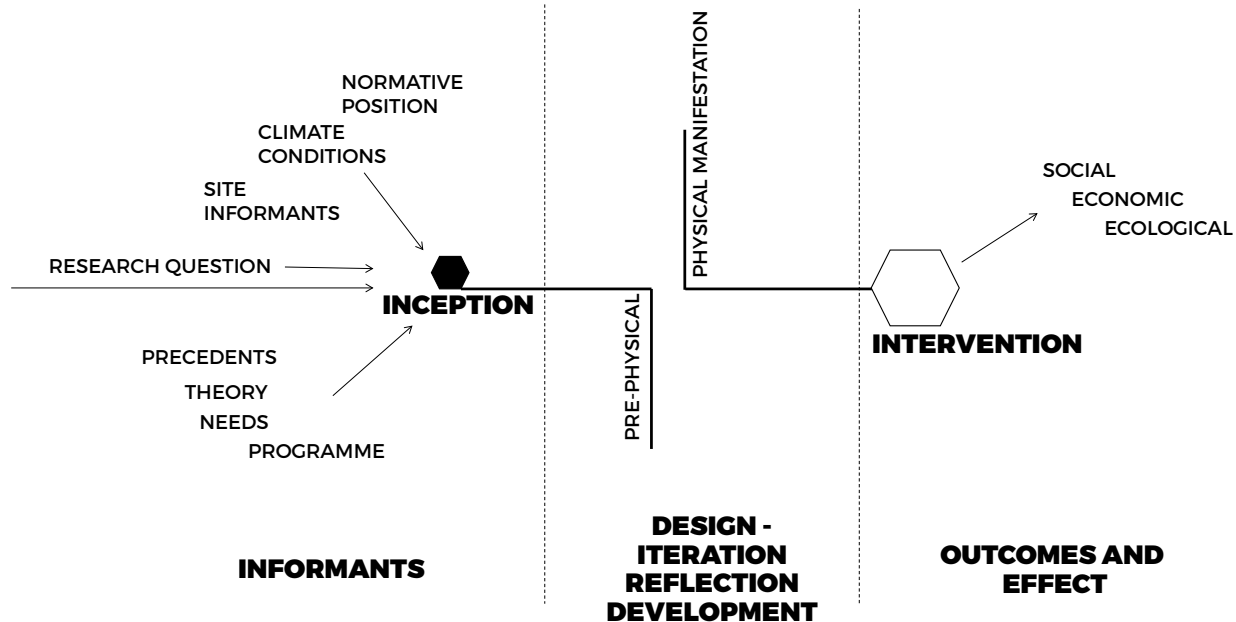 NORMATIVE
POSITION
CLIMATE
CONDITIONS
SITE
INFORMANTS
RESEARCH QUESTION
INCEPTION
PRECEDENTS
THEORY
NEEDS
PROGRAMME
INFORMANTS
PRE-PHYSICAL
PHYSICAL MANIFESTATION
DESIGN -
ITERATION
REFLECTION
DEVELOPMENT
SOCIAL
ECONOMIC
ECOLOGICAL
INTERVENTION
OUTCOMES AND
EFFECT